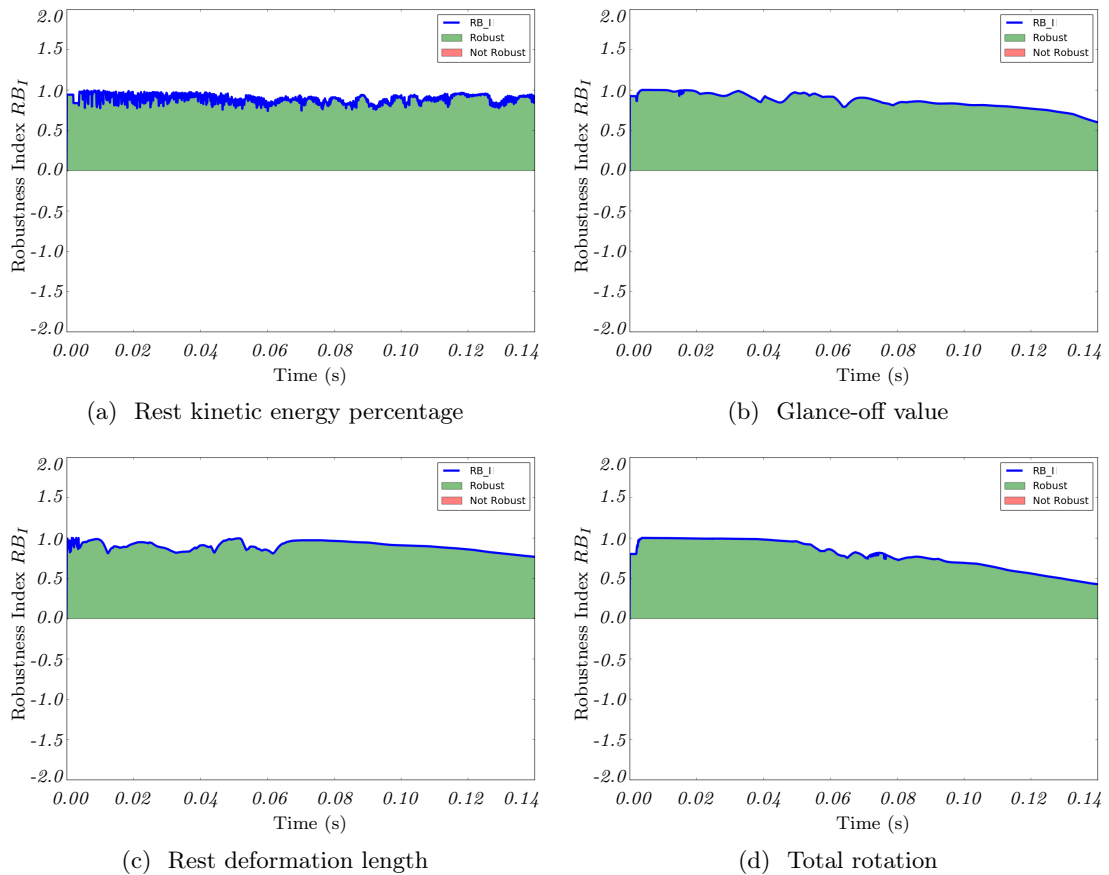 2.0
1.5
1.0
0.5
0.0
-0.5
-1.0
-1.5
-2.0
Robustness Index RB_I
RB_I
Robust
Not Robust
0.00 0.02 0.04 0.06 0.08 0.10 0.12 0.14
Time (s)
(a) Rest kinetic energy percentage
2.0
1.5
1.0
0.5
0.0
-0.5
-1.0
-1.5
-2.0
Robustness Index RB_I
RB_I
Robust
Not Robust
0.00 0.02 0.04 0.06 0.08 0.10 0.12 0.14
Time (s)
(b) Glance-off value
2.0
1.5
1.0
0.5
0.0
-0.5
-1.0
-1.5
-2.0
Robustness Index RB_I
RB_I
Robust
Not Robust
0.00 0.02 0.04 0.06 0.08 0.10 0.12 0.14
Time (s)
(c) Rest deformation length
2.0
1.5
1.0
0.5
0.0
-0.5
-1.0
-1.5
-2.0
Robustness Index RB_I
RB_I
Robust
Not Robust
0.00 0.02 0.04 0.06 0.08 0.10 0.12 0.14
Time (s)
(d) Total rotation